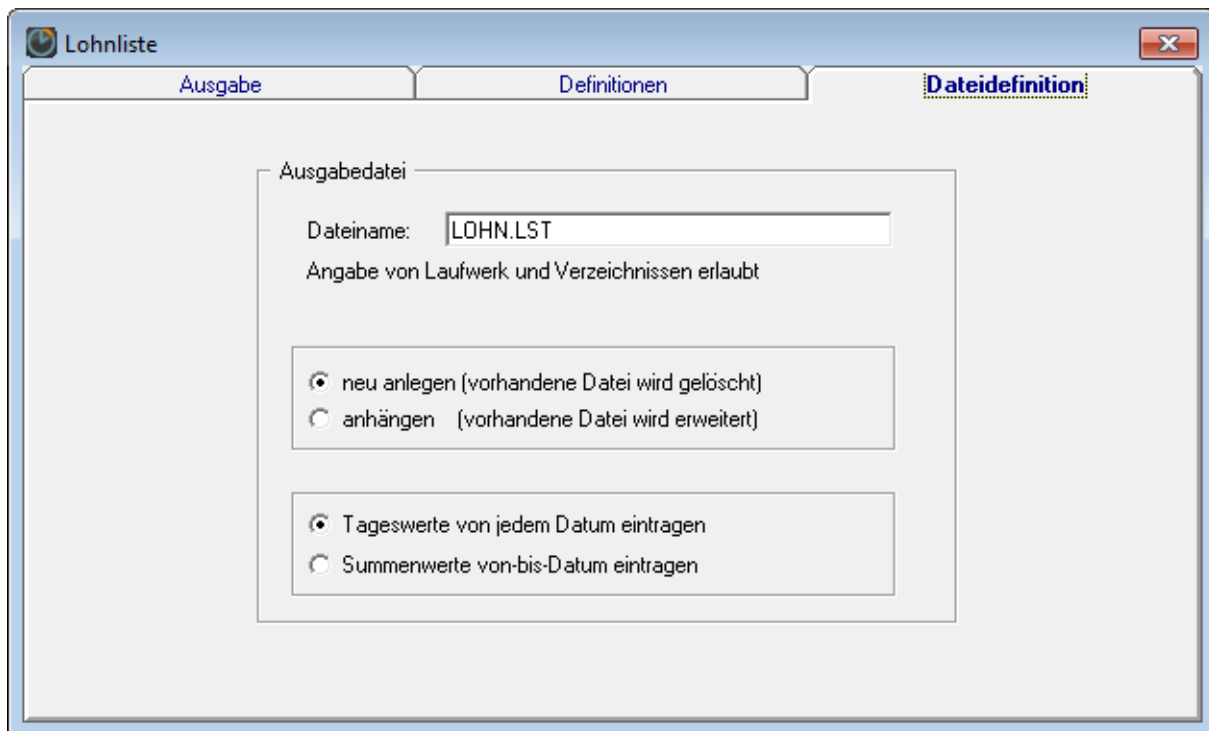 Lohnliste
Ausgabe Definitionen Dateidefinition
Ausgabedatei
Dateiname: LOHN.LST
Angabe von Laufwerk und Verzeichnissen erlaubt
neu anlegen (vorhandene Datei wird gelöscht)
anhängen (vorhandene Datei wird erweitert)
Tageswerte von jedem Datum eintragen
Summenwerte von-bis-Datum eintragen